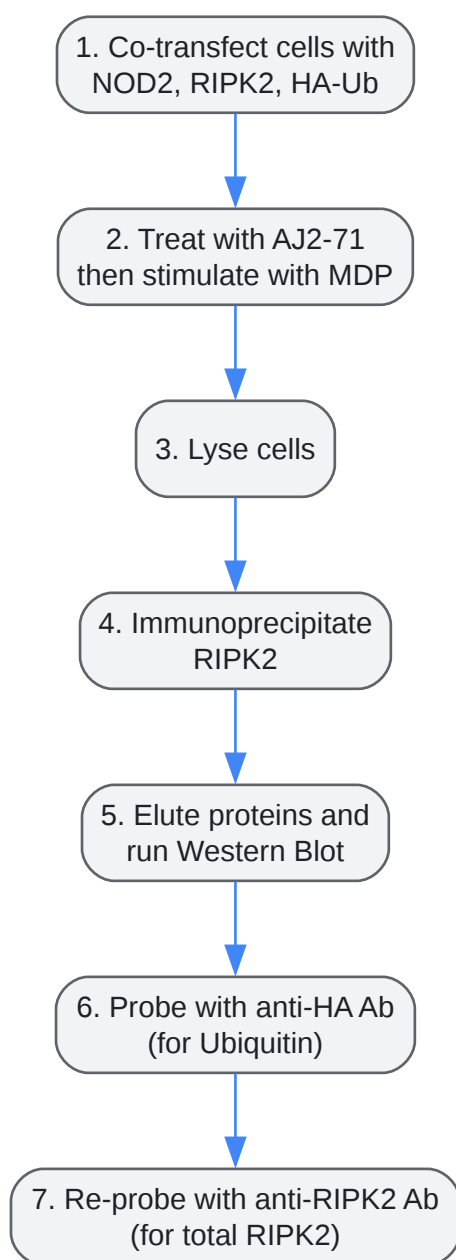 1. Co-transfect cells with
NOD2, RIPK2, HA-Ub
2. Treat with AJ2-71
then stimulate with MDP
3. Lyse cells
4. Immunoprecipitate
RIPK2
5. Elute proteins and
run Western Blot
6. Probe with anti-HA Ab
(for Ubiquitin)
7. Re-probe with anti-RIPK2 Ab
(for total RIPK2)